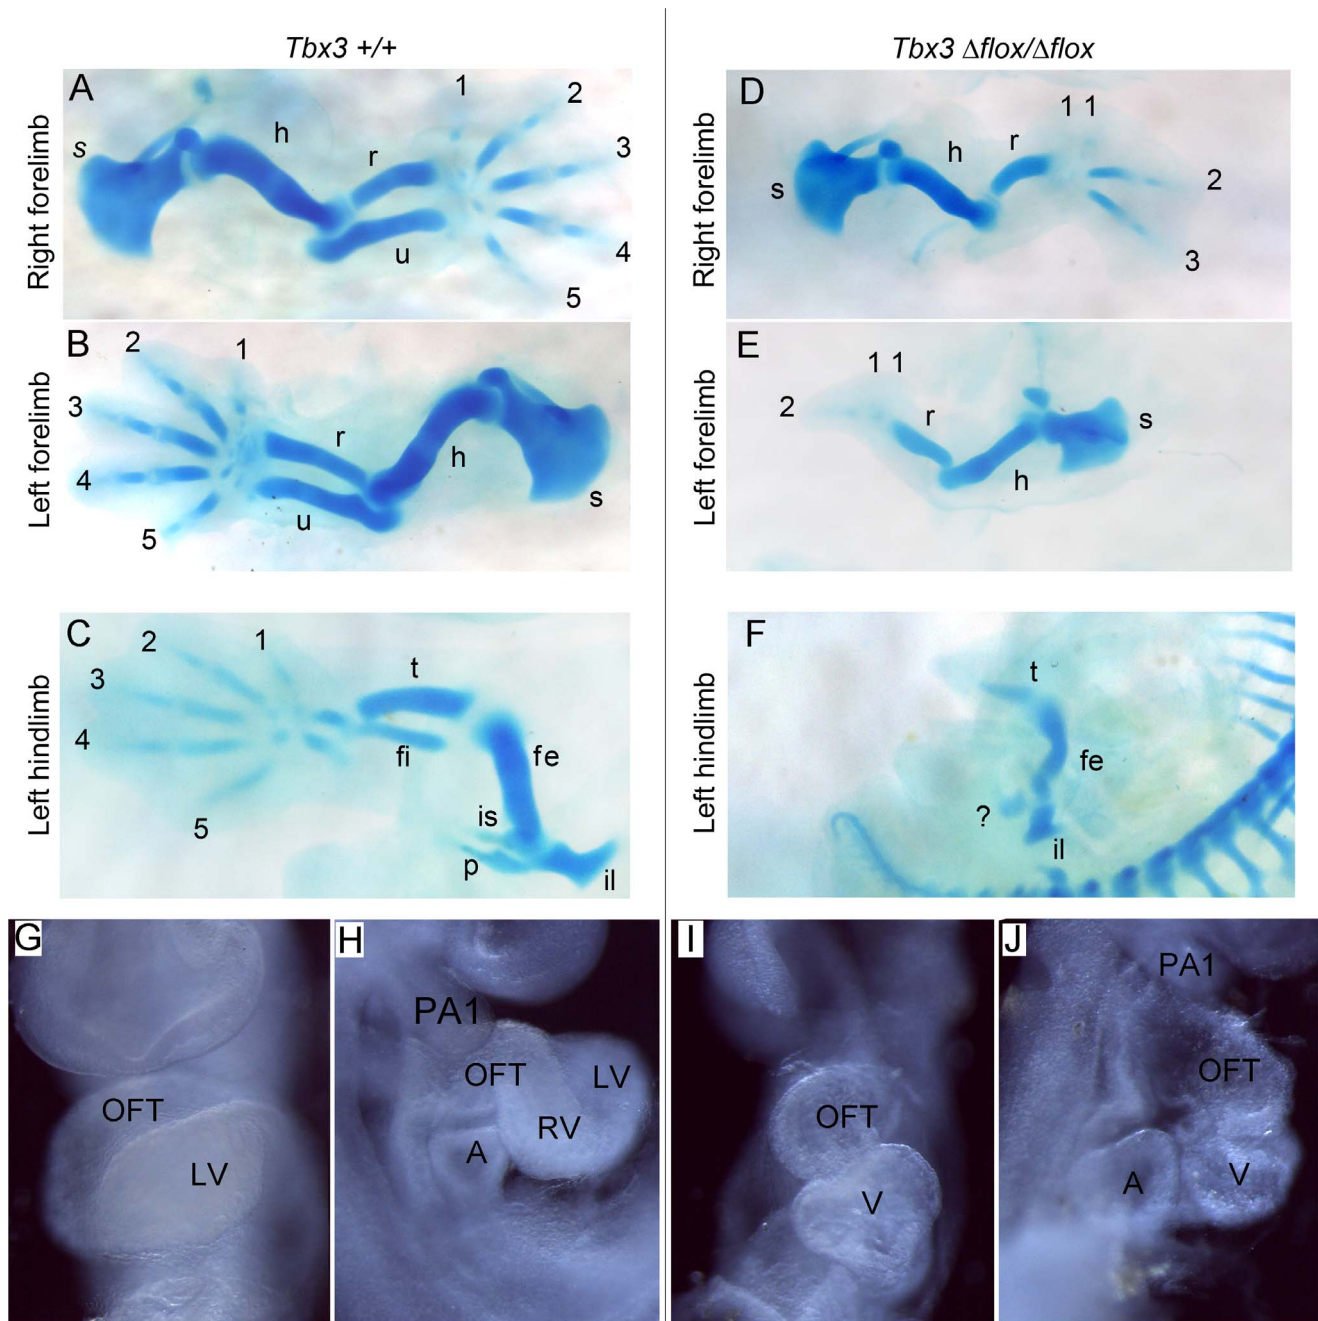 Tbx3 +/+
Tbx3 Δflox/Δflox
Right forelimb
A
s
h
r
u
1
2
3
4
5
Right forelimb
D
s
h
r
1 1
2
3
Left forelimb
B
2
1
3
4
5
r
u
h
s
Left forelimb
E
1 1
2
r
h
s
Left hindlimb
C
2
1
3
4
5
t
fi
fe
is
p
il
Left hindlimb
F
t
fe
?
il
G
OFT
LV
H
PA1
OFT
LV
RV
A
I
OFT
V
J
PA1
OFT
A
V